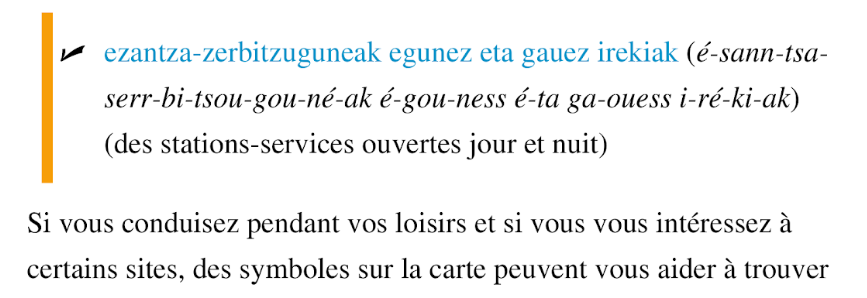 ✓ ezantza-zerbitzuguneak egunez eta gauez irekiak (é-sann-tsa-
serr-bi-tsou-gou-né-ak é-gou-ness é-ta ga-ouess i-ré-ki-ak)
(des stations-services ouvertes jour et nuit)
Si vous conduisez pendant vos loisirs et si vous vous intéressez à
certains sites, des symboles sur la carte peuvent vous aider à trouver